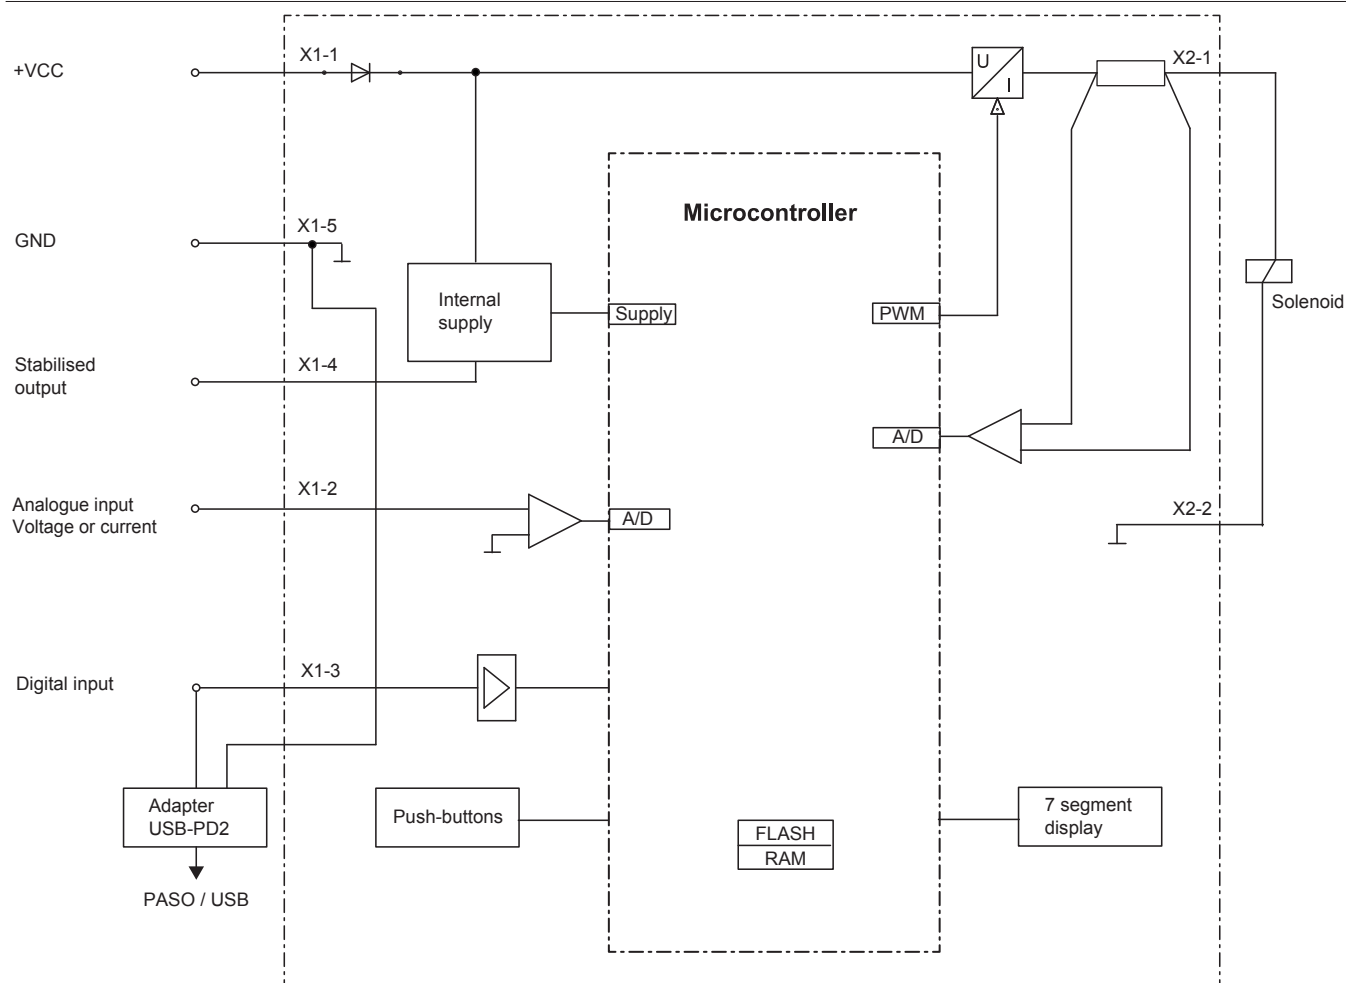 +VCC
X1-1
U
I
X2-1
Microcontroller
GND
X1-5
Internal
supply
Supply
PWM
Solenoid
Stabilised
output
X1-4
A/D
Analogue input
Voltage or current
X1-2
A/D
X2-2
Digital input
X1-3
Adapter
USB-PD2
Push-buttons
FLASH
RAM
7 segment
display
PASO / USB